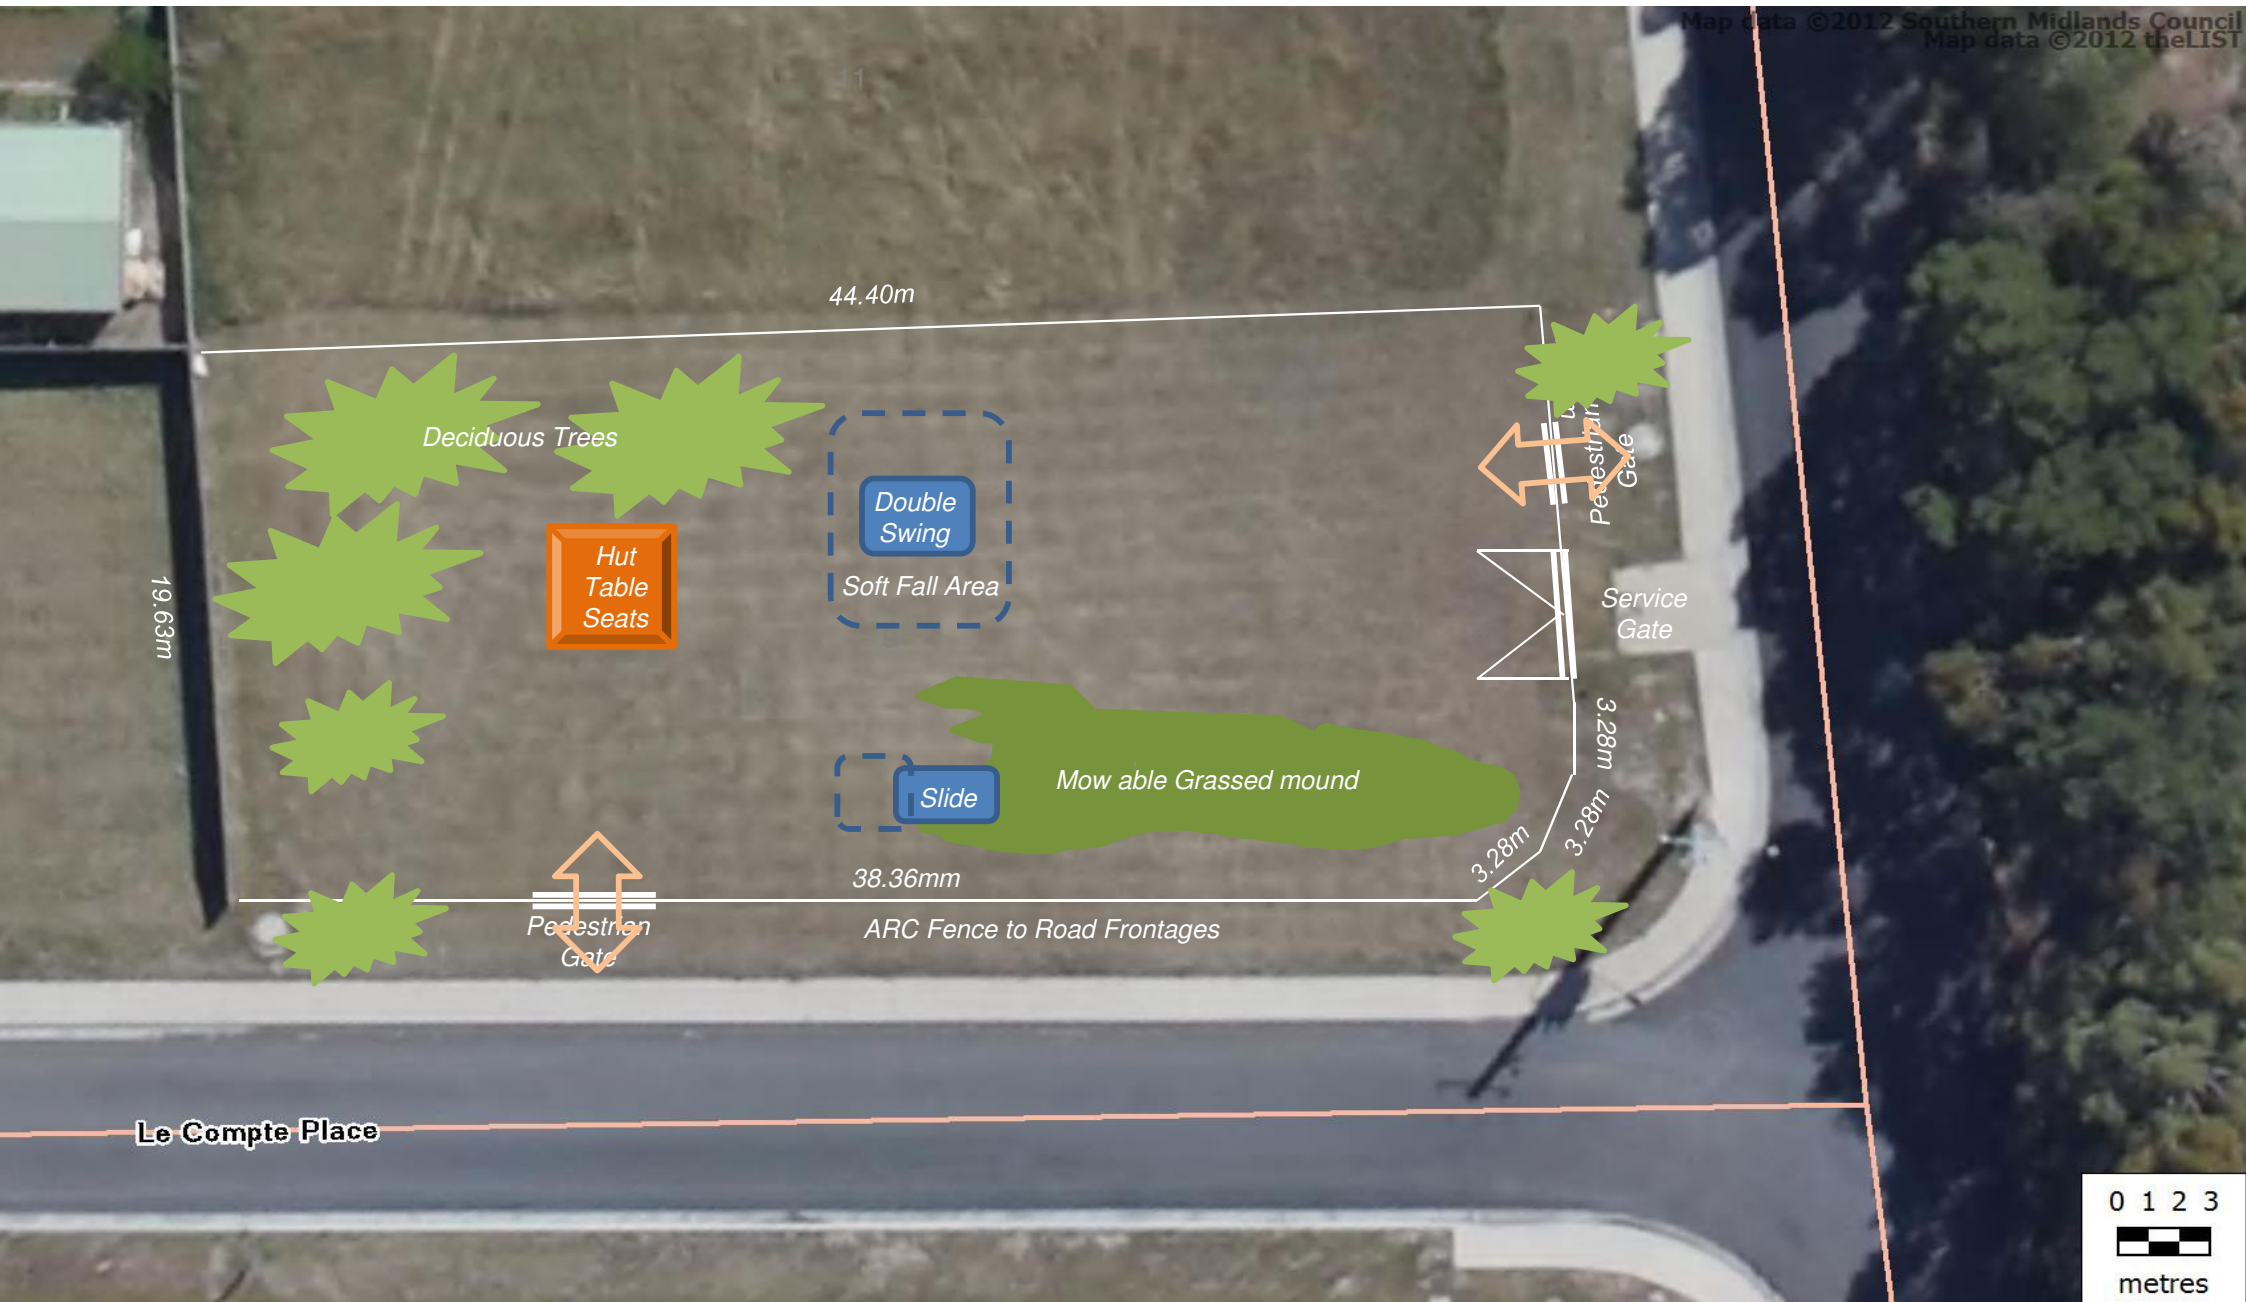 Map data ©2012 Southern Midlands Council
Map data ©2012 theLIST
44.40m
Deciduous Trees
Double
Swing
Soft Fall Area
Hut
Table
Seats
19.63m
Pedestrian
Gate
Service
Gate
3.28m
3.28m
3.28m
Mow able Grassed mound
Slide
38.36mm
ARC Fence to Road Frontages
Pedestrian
Gate
Le Compte Place
0 1 2 3
metres